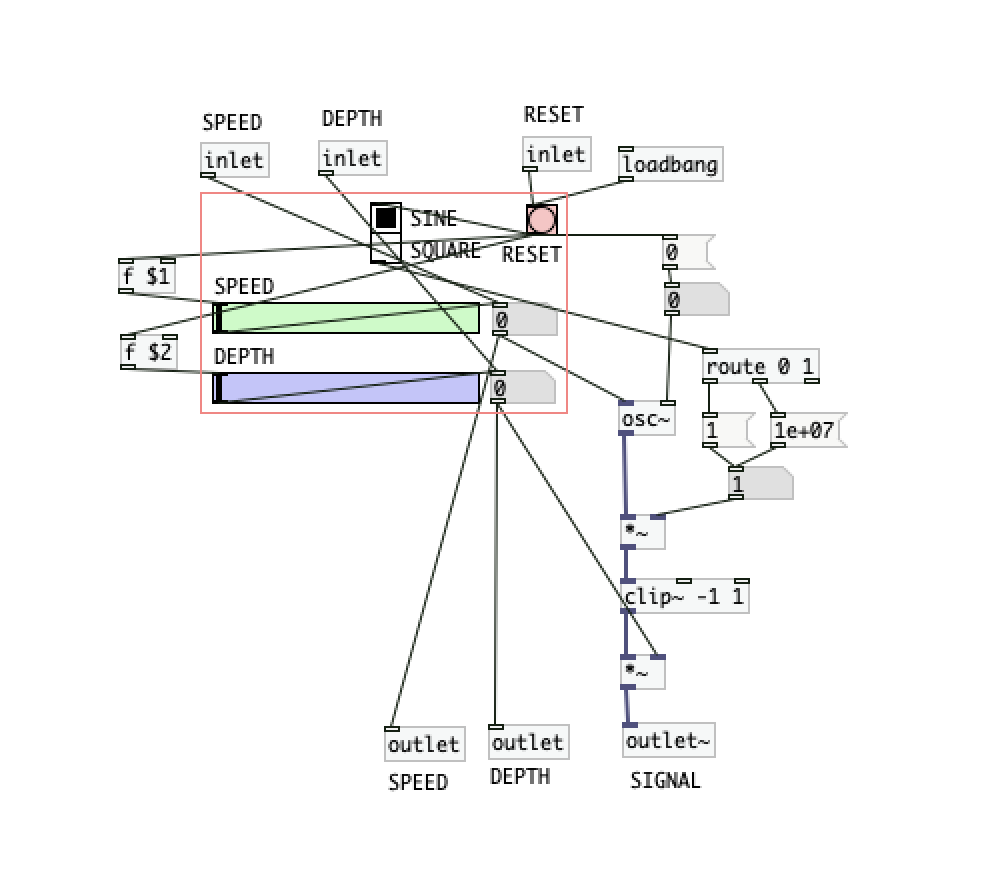 SPEED
DEPTH
RESET
inlet
inlet
inlet
loadbang
SINE
SQUARE
RESET
0
f $1
SPEED
0
0
f $2
DEPTH
route 0 1
0
osc~
1
1e+07
1
*~
clip~ -1 1
*~
outlet
outlet
outlet~
SPEED
DEPTH
SIGNAL